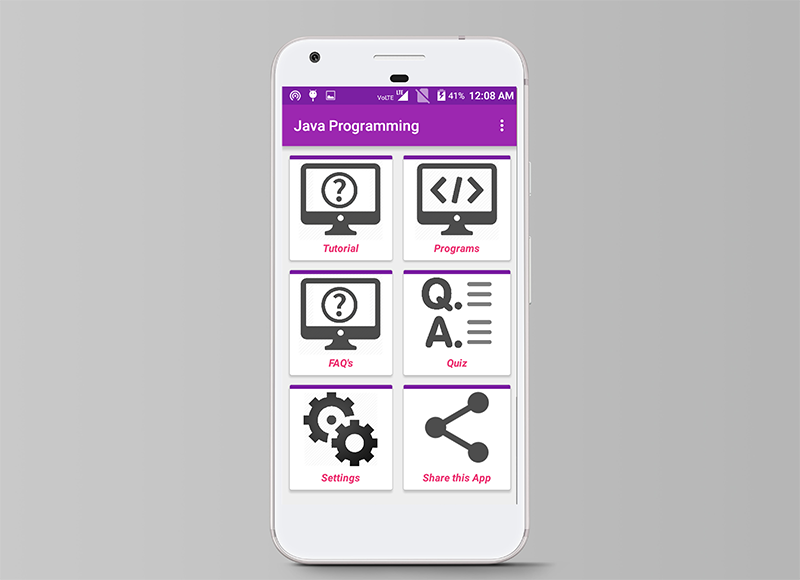 VoLTE LTE 41% 12:08 AM
Java Programming
?
</>
Tutorial
Programs
?
Q.
A.
FAQ's
Quiz
Settings
Share this App